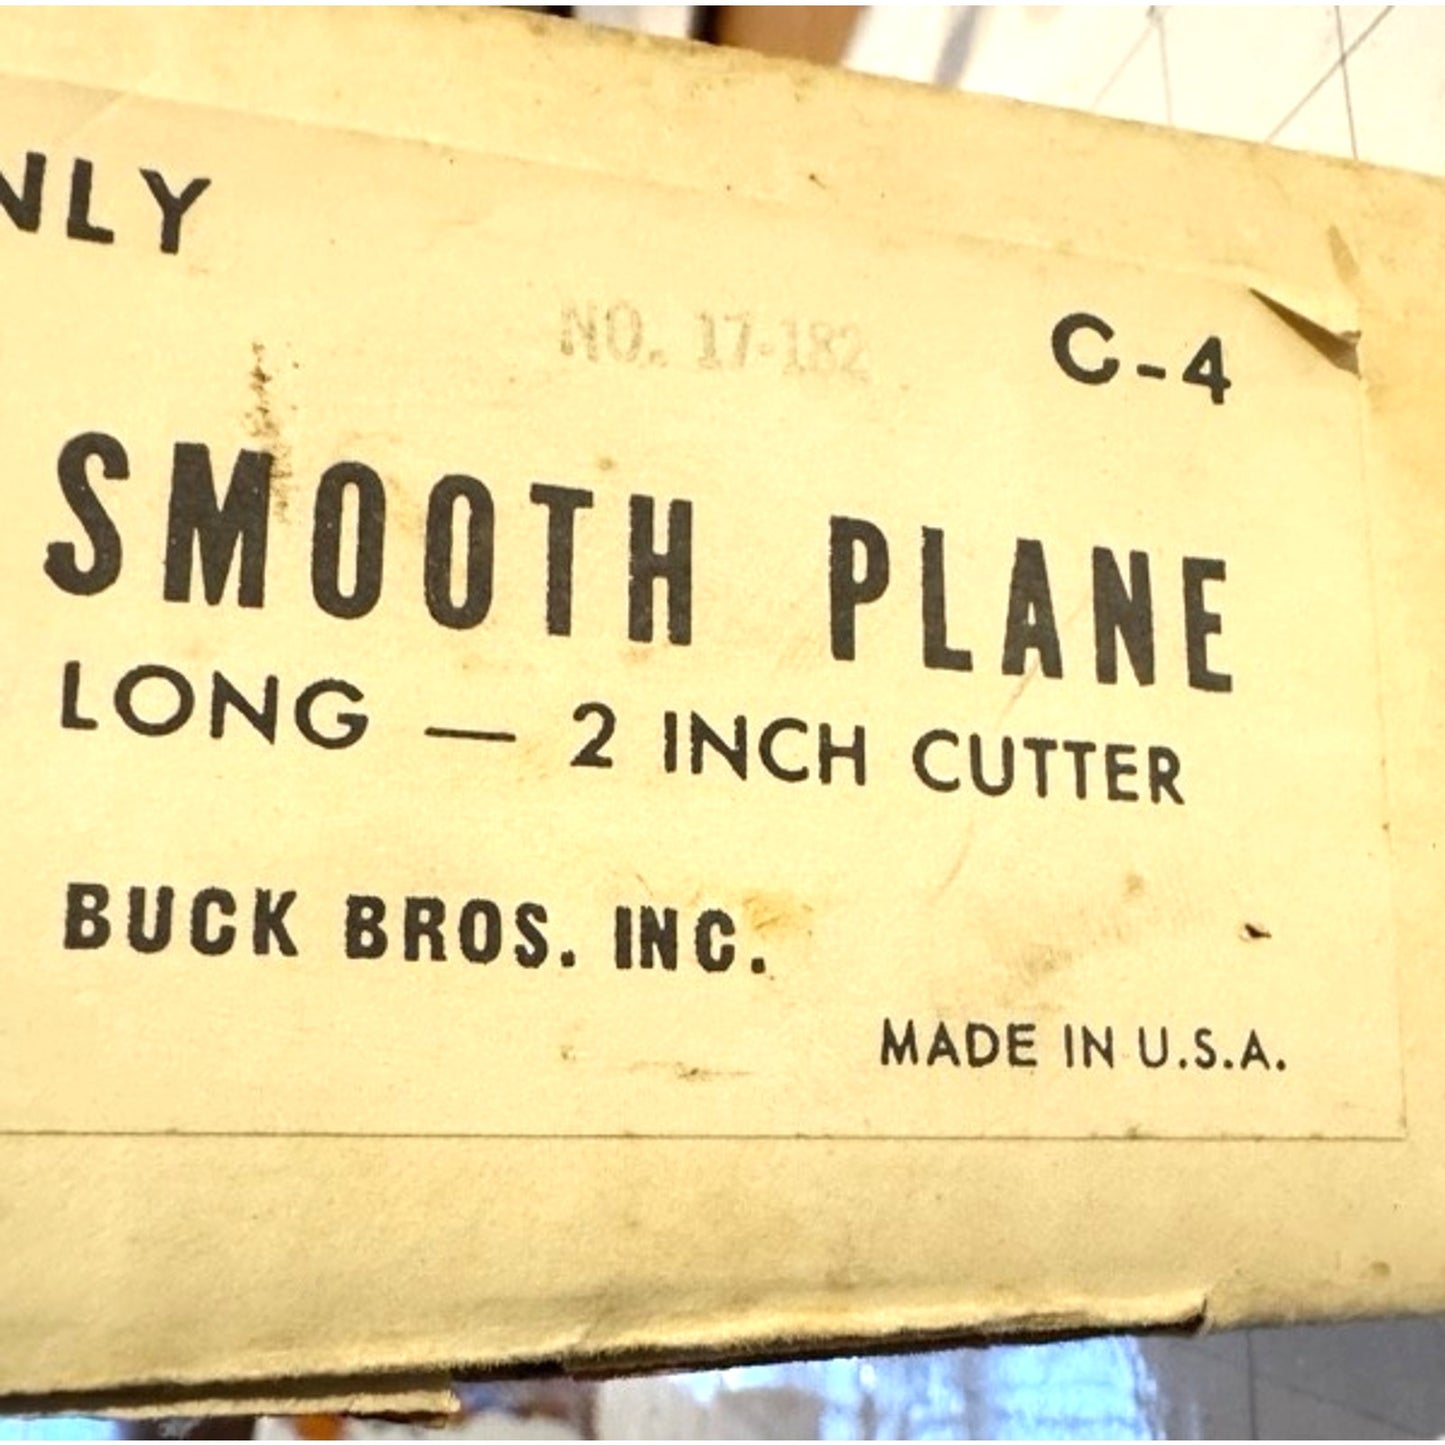 NLY
NO. 17-182
C-4
SMOOTH PLANE
LONG — 2 INCH CUTTER
BUCK BROS. INC.
MADE IN U.S.A.